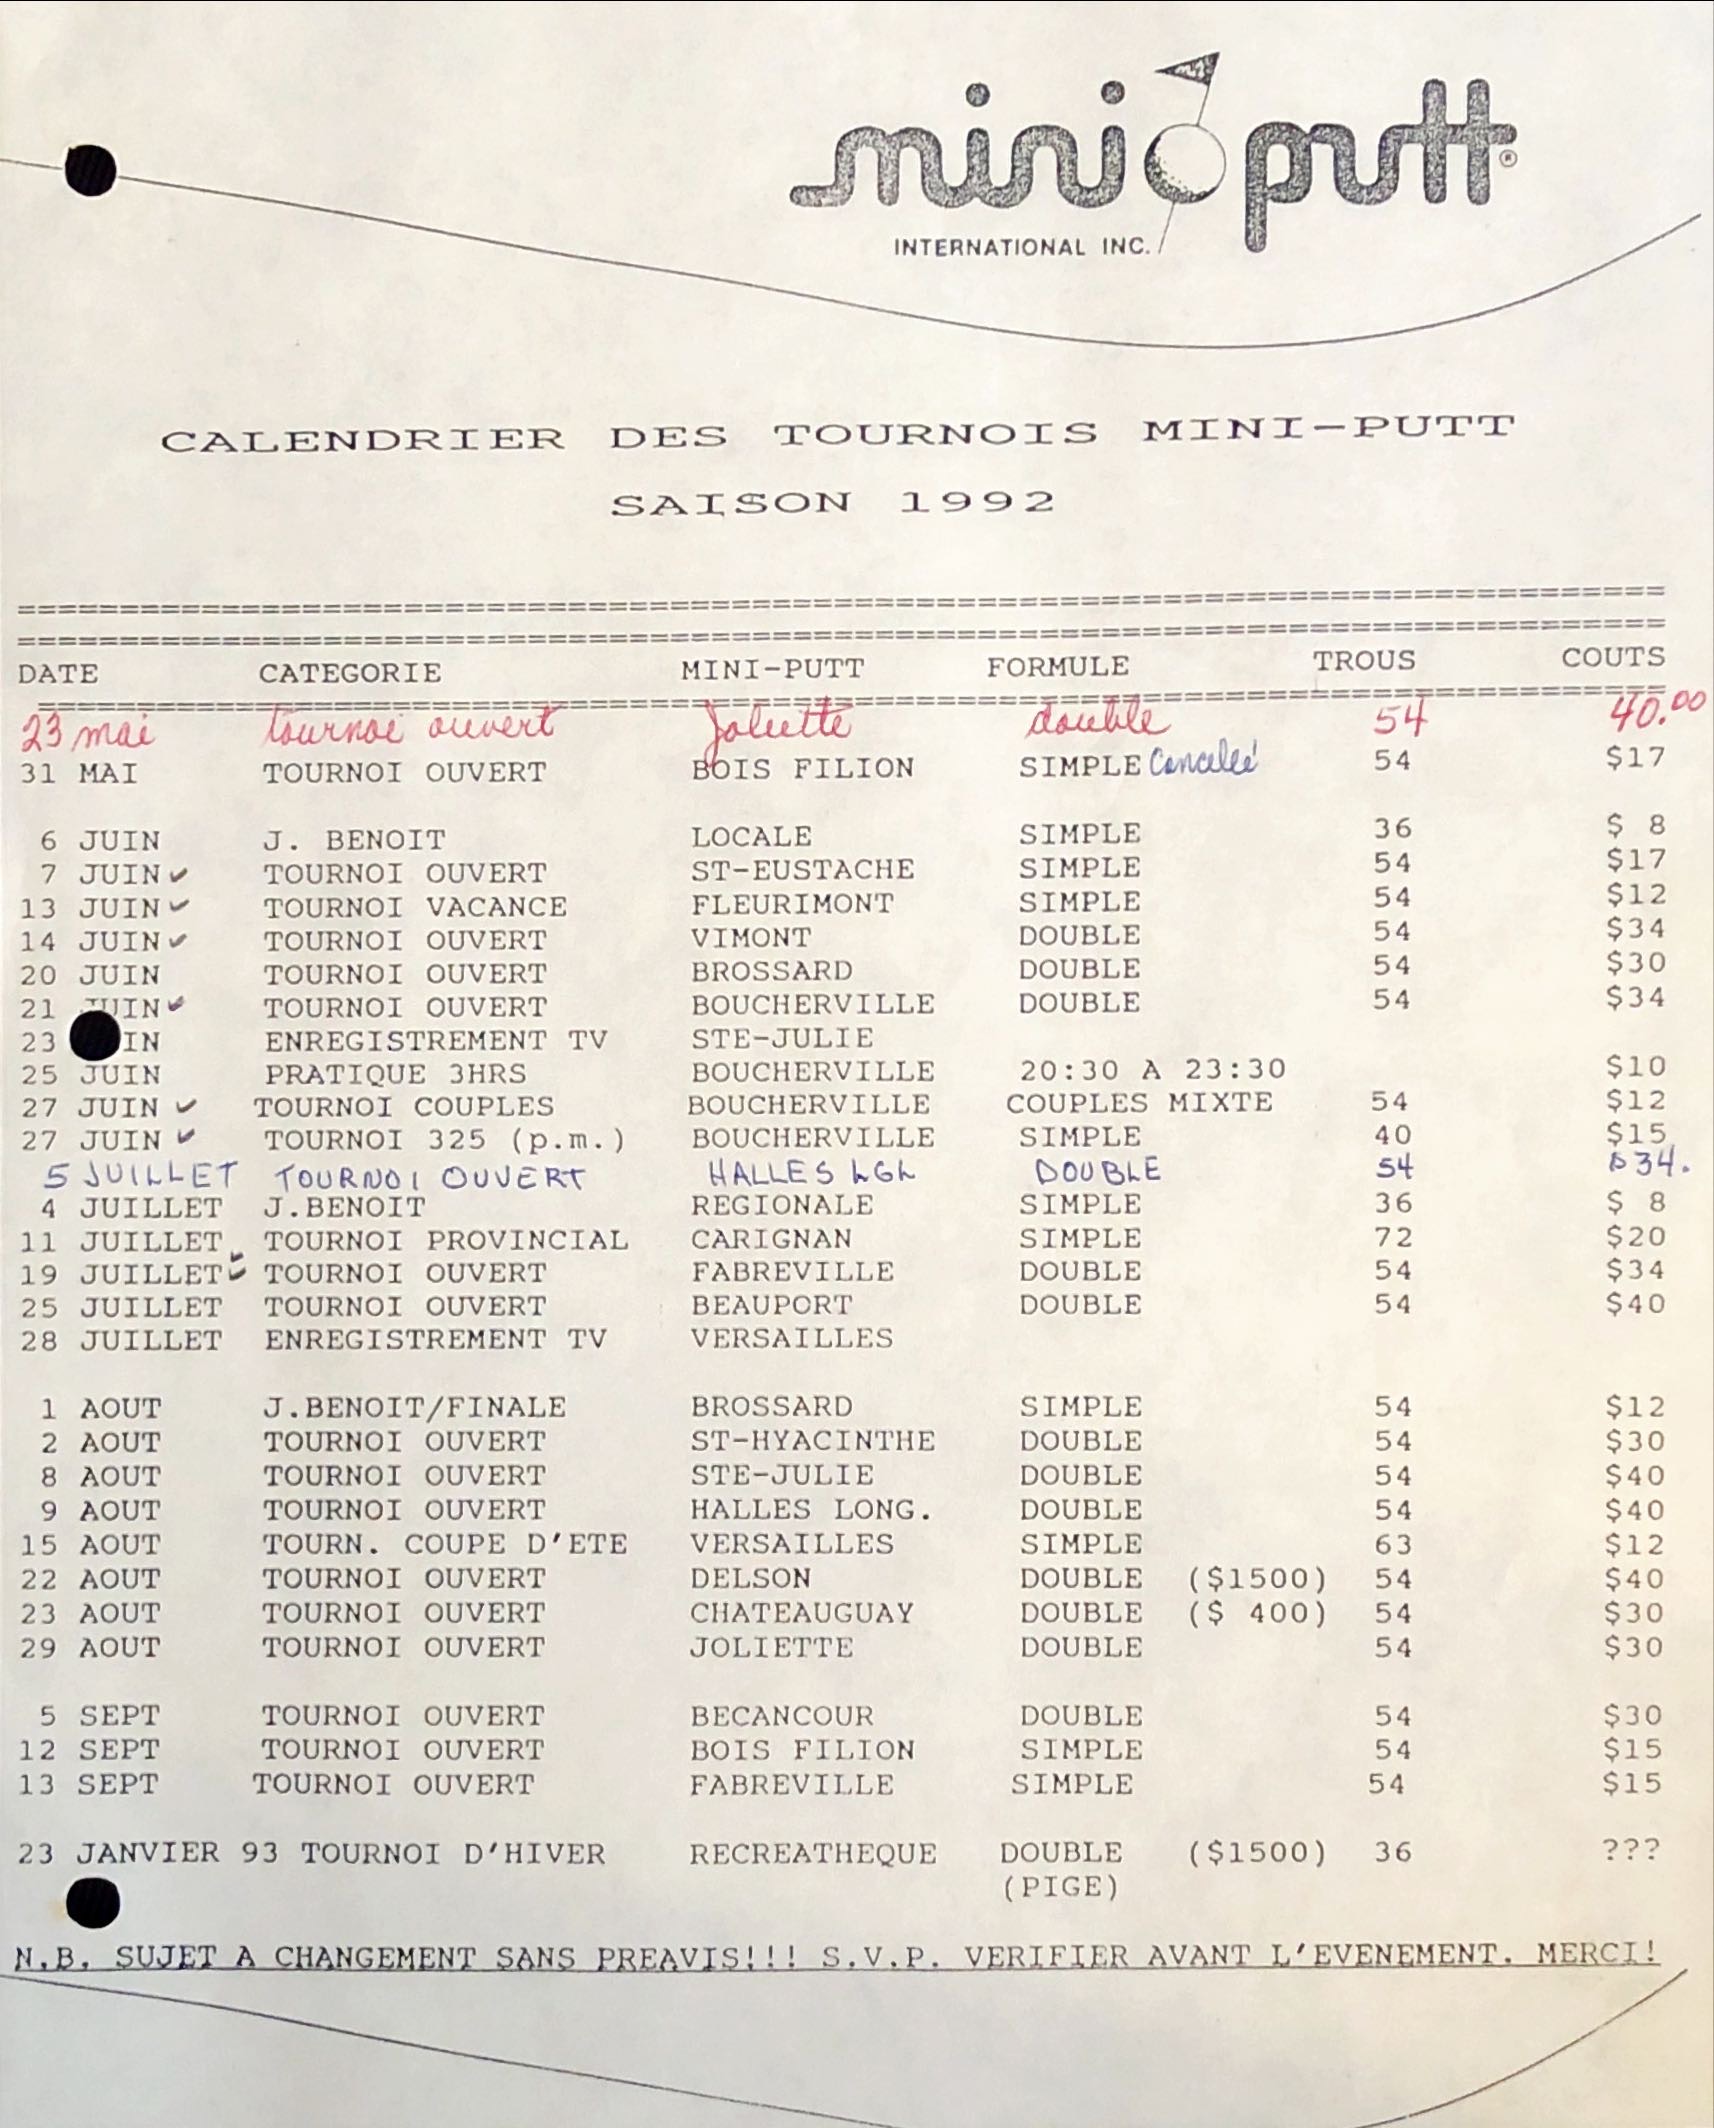 mini putt®
INTERNATIONAL INC.
CALENDRIER DES TOURNOIS MINI-PUTT
SAISON 1992
DATE CATEGORIE MINI-PUTT FORMULE TROUS COUTS
23 mai tournoi ouvert Joliette double 54 40.00
31 MAI TOURNOI OUVERT BOIS FILION SIMPLE Cancelé 54 $17
6 JUIN J. BENOIT LOCALE SIMPLE 36 $ 8
7 JUIN ✓ TOURNOI OUVERT ST-EUSTACHE SIMPLE 54 $17
13 JUIN ✓ TOURNOI VACANCE FLEURIMONT SIMPLE 54 $12
14 JUIN ✓ TOURNOI OUVERT VIMONT DOUBLE 54 $34
20 JUIN TOURNOI OUVERT BROSSARD DOUBLE 54 $30
21 JUIN ✓ TOURNOI OUVERT BOUCHERVILLE DOUBLE 54 $34
23 IN ENREGISTREMENT TV STE-JULIE
25 JUIN PRATIQUE 3HRS BOUCHERVILLE 20:30 A 23:30 $10
27 JUIN ✓ TOURNOI COUPLES BOUCHERVILLE COUPLES MIXTE 54 $12
27 JUIN ✓ TOURNOI 325 (p.m.) BOUCHERVILLE SIMPLE 40 $15
5 JUILLET TOURNOI OUVERT HALLES LGL DOUBLE 54 $34.
4 JUILLET J.BENOIT REGIONALE SIMPLE 36 $ 8
11 JUILLET TOURNOI PROVINCIAL CARIGNAN SIMPLE 72 $20
19 JUILLET ✓ TOURNOI OUVERT FABREVILLE DOUBLE 54 $34
25 JUILLET TOURNOI OUVERT BEAUPORT DOUBLE 54 $40
28 JUILLET ENREGISTREMENT TV VERSAILLES
1 AOUT J.BENOIT/FINALE BROSSARD SIMPLE 54 $12
2 AOUT TOURNOI OUVERT ST-HYACINTHE DOUBLE 54 $30
8 AOUT TOURNOI OUVERT STE-JULIE DOUBLE 54 $40
9 AOUT TOURNOI OUVERT HALLES LONG. DOUBLE 54 $40
15 AOUT TOURN. COUPE D'ETE VERSAILLES SIMPLE 63 $12
22 AOUT TOURNOI OUVERT DELSON DOUBLE ($1500) 54 $40
23 AOUT TOURNOI OUVERT CHATEAUGUAY DOUBLE ($ 400) 54 $30
29 AOUT TOURNOI OUVERT JOLIETTE DOUBLE 54 $30
5 SEPT TOURNOI OUVERT BECANCOUR DOUBLE 54 $30
12 SEPT TOURNOI OUVERT BOIS FILION SIMPLE 54 $15
13 SEPT TOURNOI OUVERT FABREVILLE SIMPLE 54 $15
23 JANVIER 93 TOURNOI D'HIVER RECREATHEQUE DOUBLE ($1500) 36 ???
(PIGE)
N.B. SUJET A CHANGEMENT SANS PREAVIS!!! S.V.P. VERIFIER AVANT L'EVENEMENT. MERCI!